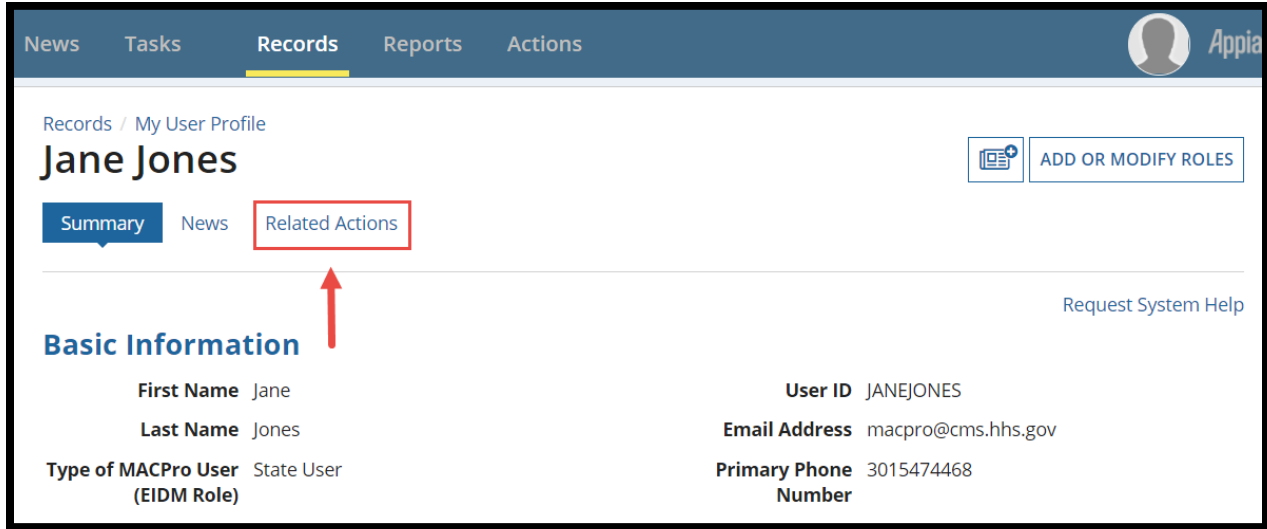 News Tasks Records Reports Actions Appia
Records / My User Profile
Jane Jones
ADD OR MODIFY ROLES
Summary News Related Actions
Request System Help
Basic Information
First Name Jane User ID JANEJONES
Last Name Jones Email Address macpro@cms.hhs.gov
Type of MACPro User State User Primary Phone 3015474468
(EIDM Role) Number